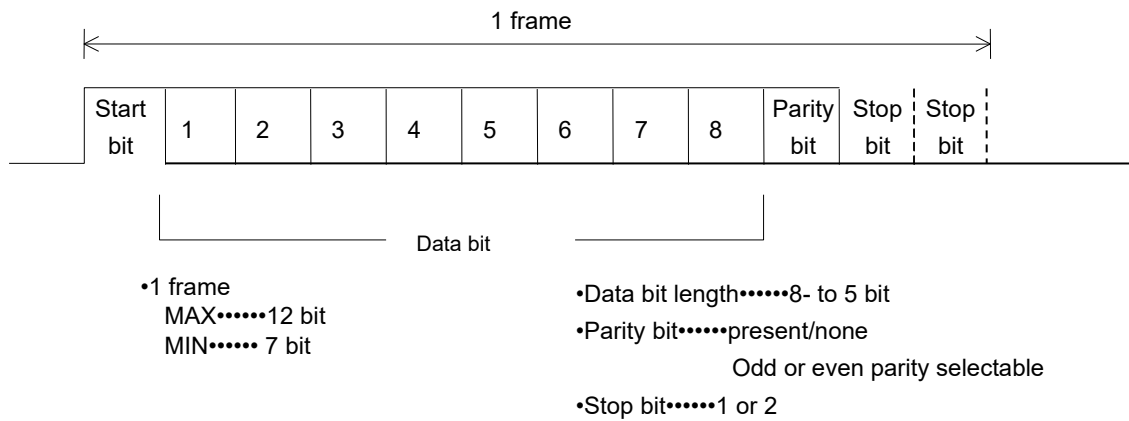 1 frame
Start bit 1 2 3 4 5 6 7 8 Parity bit Stop bit Stop bit
Data bit
•1 frame
MAX••••••12 bit
MIN•••••• 7 bit
•Data bit length••••••8- to 5 bit
•Parity bit••••••present/none
Odd or even parity selectable
•Stop bit••••••1 or 2